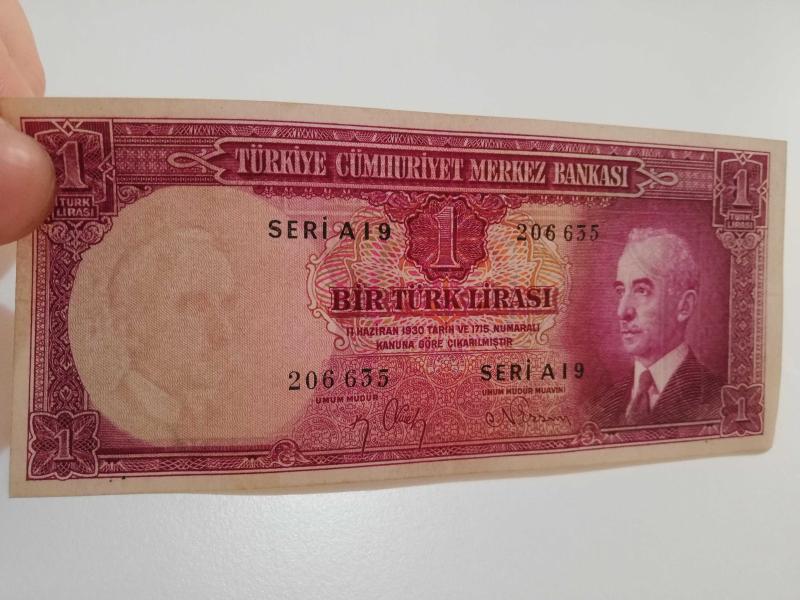 1 TÜRK LİRASI
TÜRKİYE CÜMHURİYET MERKEZ BANKASI
1 TÜRK LİRASI
SERİ A19 1 206 635
BİR TÜRK LİRASI
11 HAZİRAN 1930 TARİH VE 1715 NUMARALI
KANUNA GÖRE ÇIKARILMIŞTIR
206 635 SERİ A19
UMUM MÜDÜR UMUM MÜDÜR MUAVİNİ
1 1